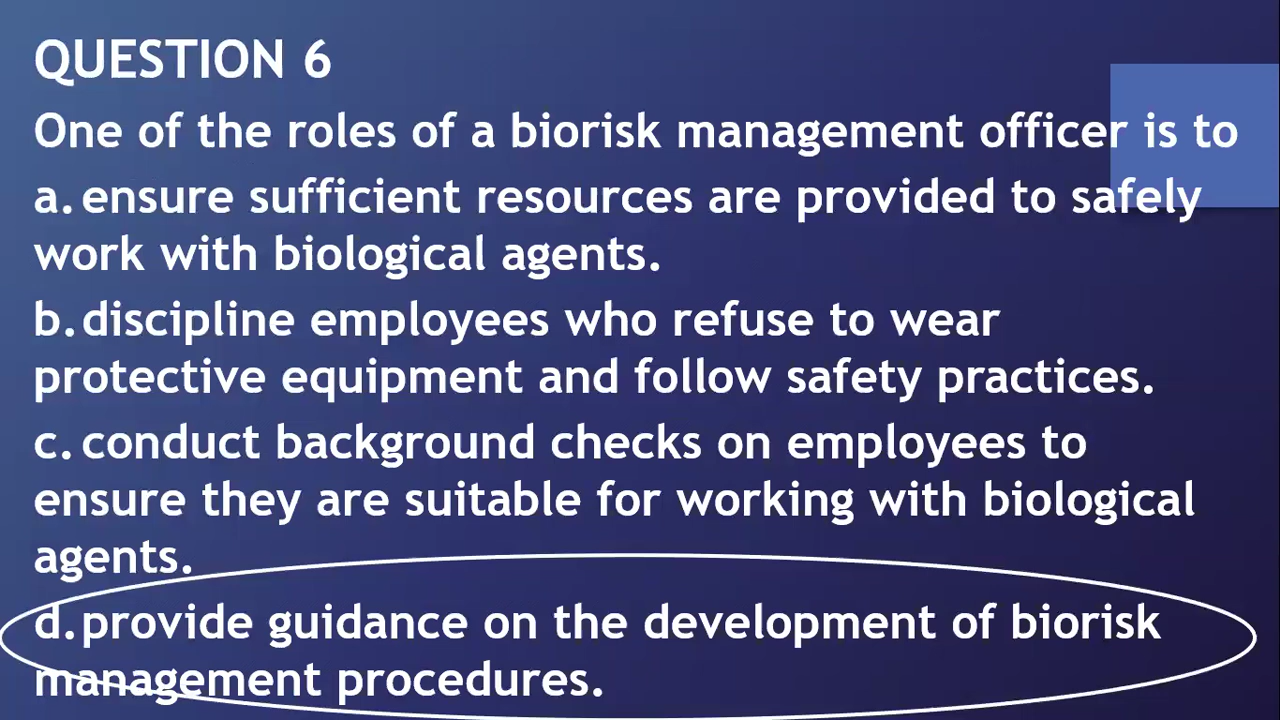 QUESTION 6
One of the roles of a biorisk management officer is to
a. ensure sufficient resources are provided to safely
work with biological agents.
b. discipline employees who refuse to wear
protective equipment and follow safety practices.
c. conduct background checks on employees to
ensure they are suitable for working with biological
agents.
d. provide guidance on the development of biorisk
management procedures.